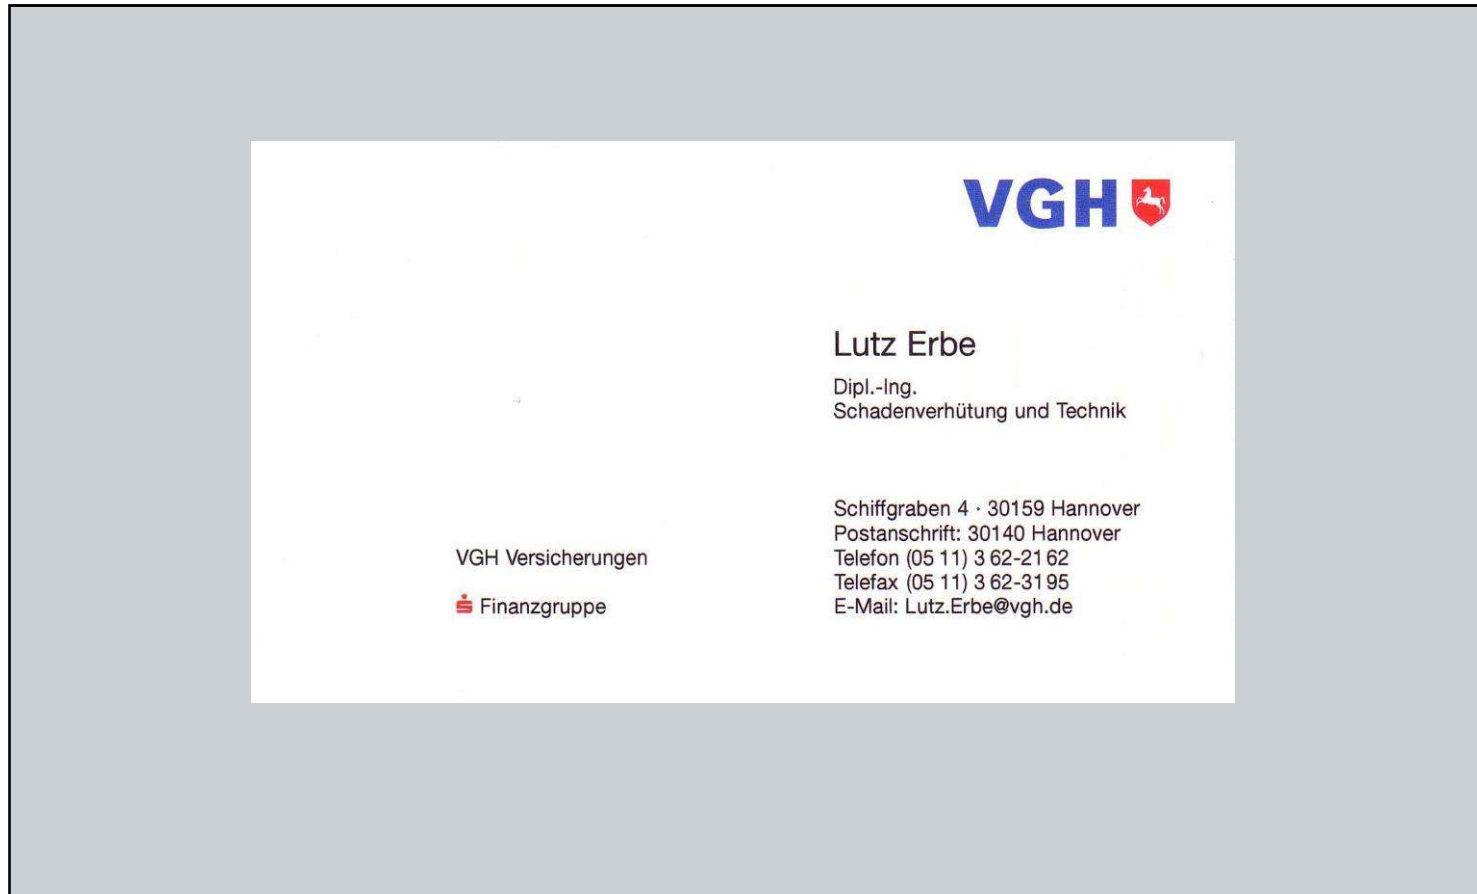 VGH
Lutz Erbe
Dipl.-Ing.
Schadenverhütung und Technik
Schiffgraben 4 · 30159 Hannover
Postanschrift: 30140 Hannover
Telefon (05 11) 3 62-21 62
Telefax (05 11) 3 62-31 95
E-Mail: Lutz.Erbe@vgh.de
VGH Versicherungen
Finanzgruppe